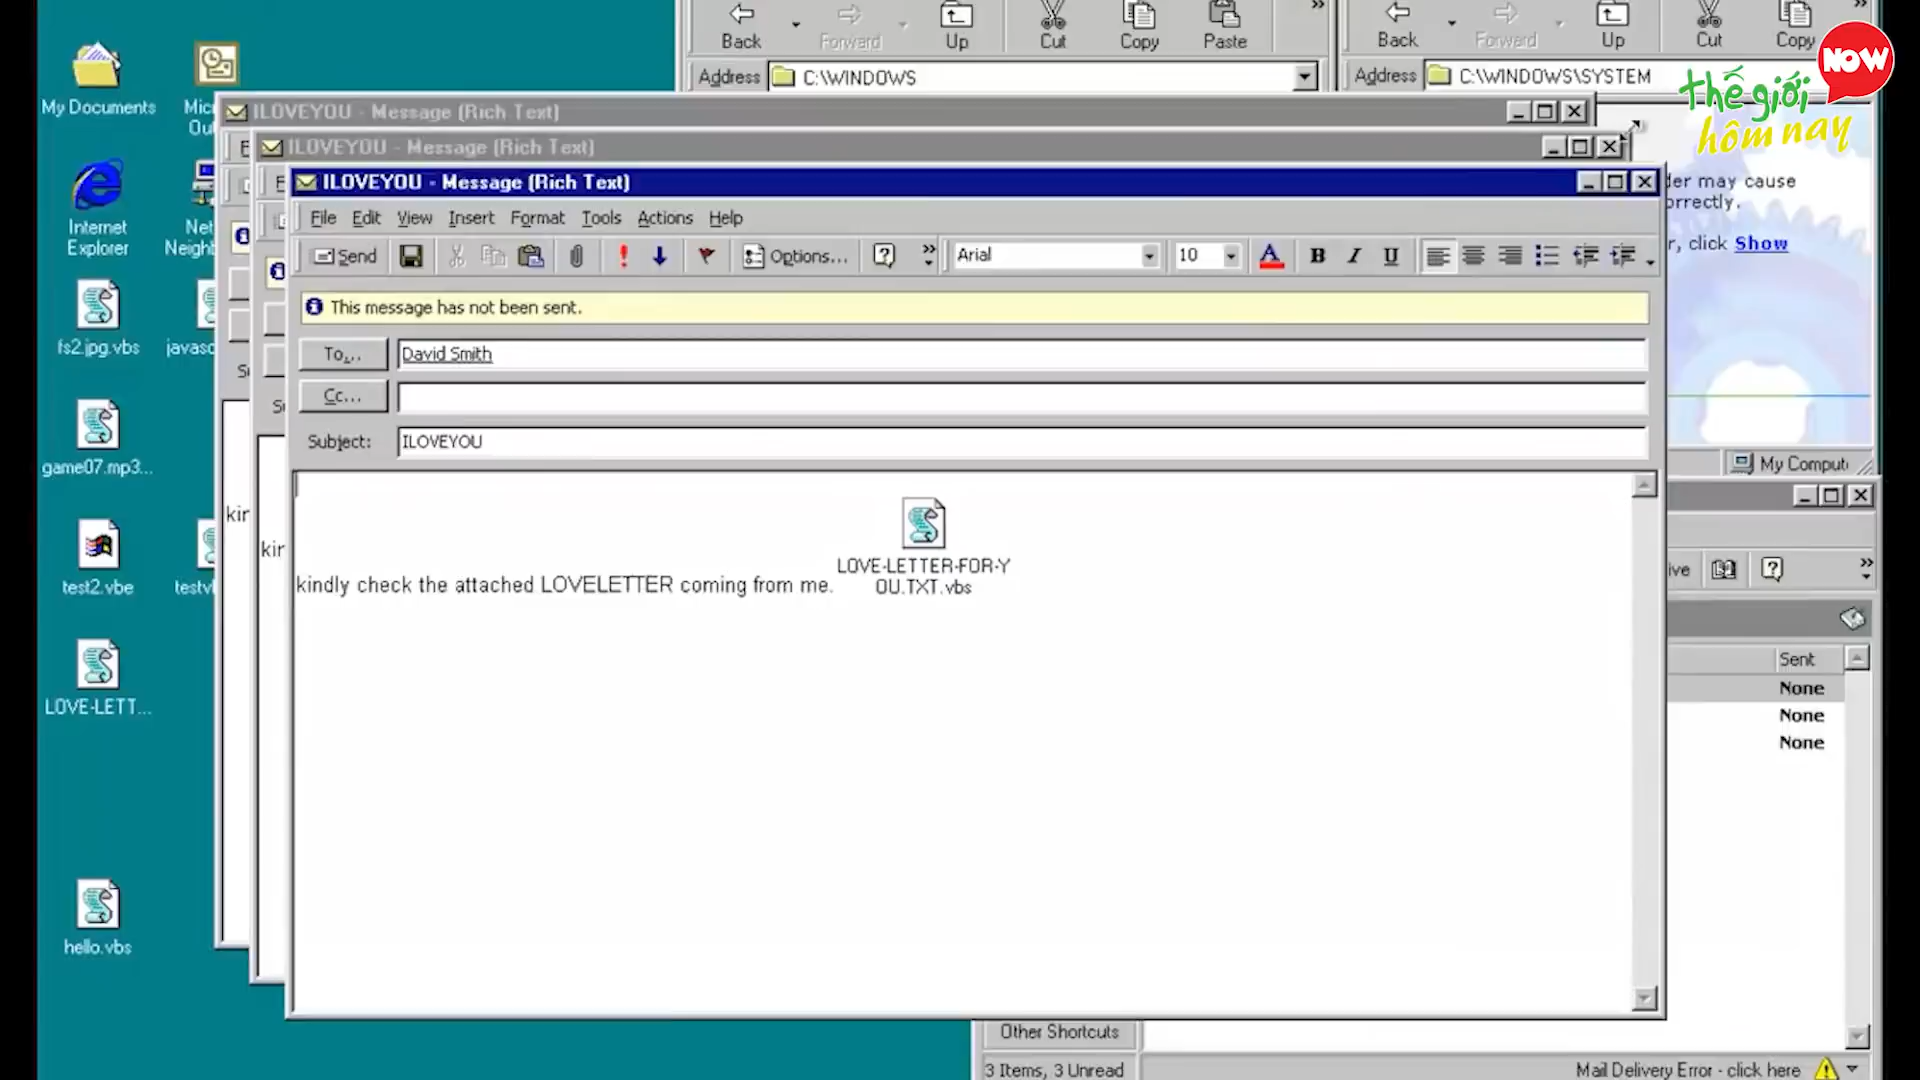 Back
Forward
Up
Cut
Copy
Paste
Back
Forward
Up
Cut
Copy
Address C:\WINDOWS
Address C:\WINDOWS\SYSTEM
NOW
thế giới
hôm nay
My Documents
Internet
Explorer
fs2.jpg.vbs
game07.mp3...
test2.vbe
LOVE-LETT...
hello.vbs
ILOVEYOU - Message (Rich Text)
ILOVEYOU - Message (Rich Text)
ILOVEYOU - Message (Rich Text)
File Edit View Insert Format Tools Actions Help
Send
Options...
Arial
10
B I U
This message has not been sent.
To...
David Smith
Cc...
Subject: ILOVEYOU
LOVE-LETTER-FOR-Y
OU.TXT.vbs
kindly check the attached LOVELETTER coming from me.
may cause
click Show
Sent
None
None
None
Other Shortcuts
3 Items, 3 Unread
Mail Delivery Error - click here